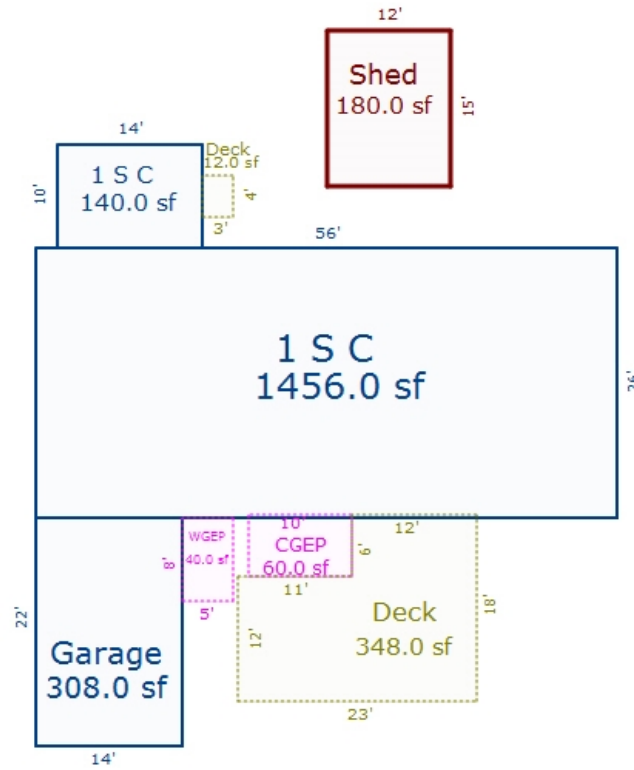 12'
Shed
180.0 sf
15'
14'
Deck
12.0 sf
1 S C
140.0 sf
10'
4'
3'
56'
1 S C
1456.0 sf
26'
WGEP
40.0 sf
8'
5'
10'
CGEP
60.0 sf
6'
11'
12'
Deck
348.0 sf
18'
12'
23'
22'
Garage
308.0 sf
14'